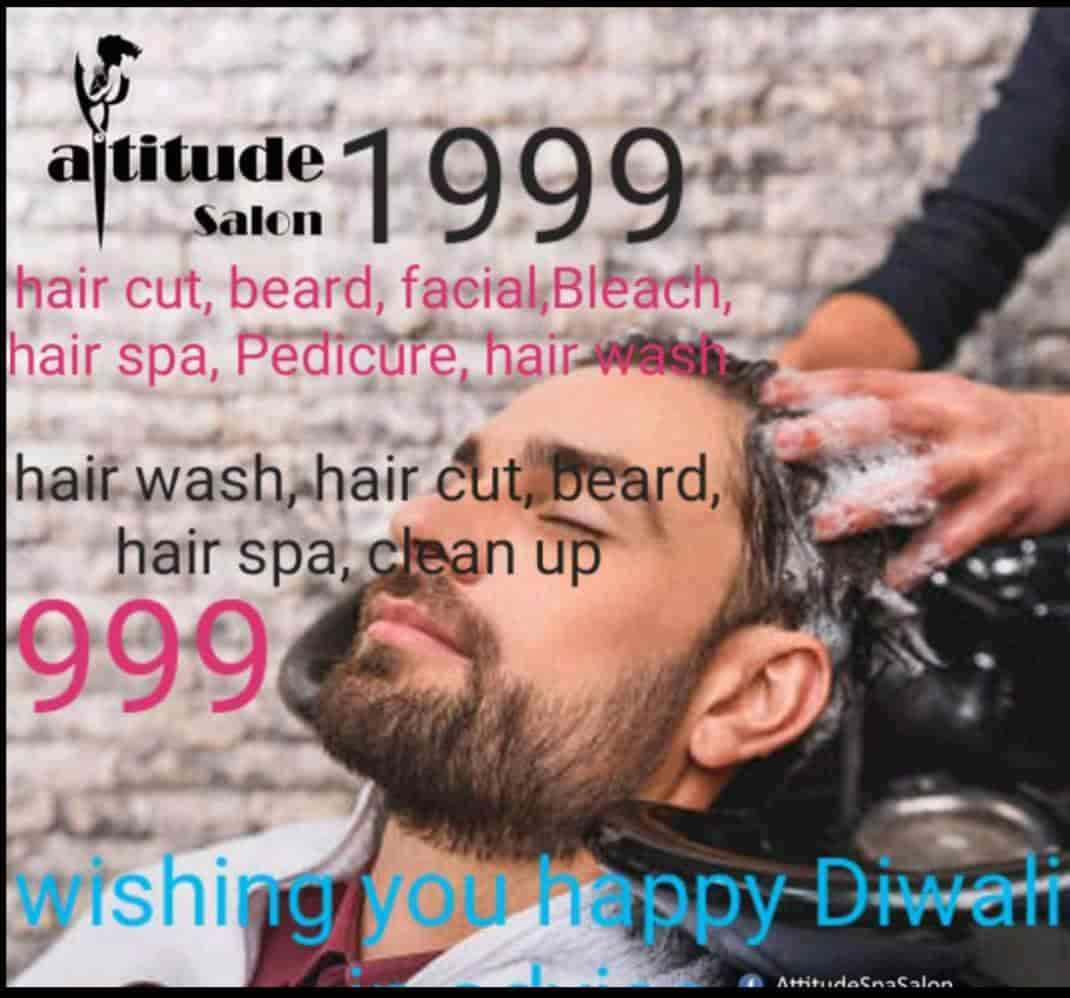 attitude
Salon
1999
hair cut, beard, facial,Bleach,
hair spa, Pedicure, hair wash
hair wash, hair cut, beard,
hair spa, clean up
999
wishing you happy Diwali
AttitudeSpaSalon